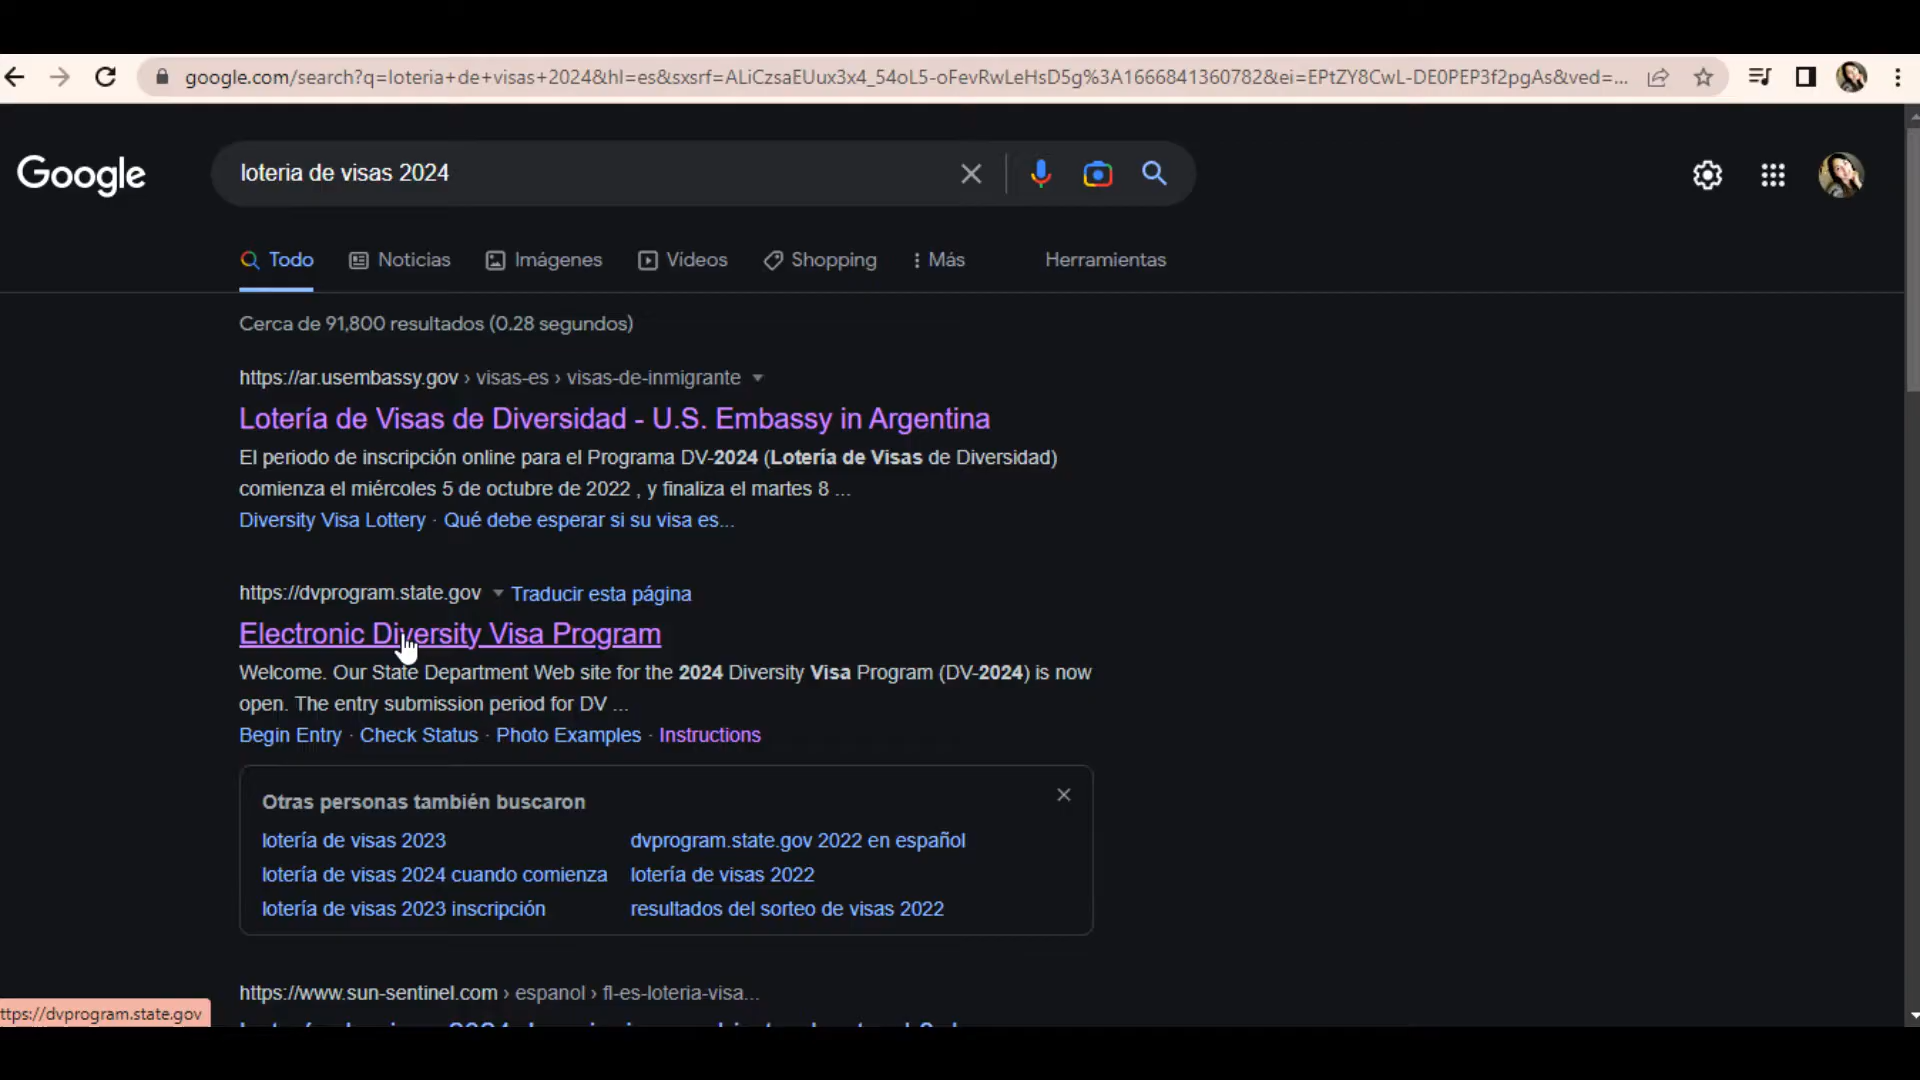 google.com/search?q=loteria+de+visas+2024&hl=es&sxsrf=ALiCzsaEUux3x4_54oL5-oFevRwLeHsD5g%3A1666841360782&ei=EPtZY8CwL-DE0PEP3f2pgAs&ved=...
Google
loteria de visas 2024
Todo
Noticias
Imágenes
Videos
Shopping
Más
Herramientas
Cerca de 91,800 resultados (0.28 segundos)
https://ar.usembassy.gov › visas-es › visas-de-inmigrante
Lotería de Visas de Diversidad - U.S. Embassy in Argentina
El periodo de inscripción online para el Programa DV-2024 (Lotería de Visas de Diversidad)
comienza el miércoles 5 de octubre de 2022 , y finaliza el martes 8 ...
Diversity Visa Lottery · Qué debe esperar si su visa es...
https://dvprogram.state.gov Traducir esta página
Electronic Diversity Visa Program
Welcome. Our State Department Web site for the 2024 Diversity Visa Program (DV-2024) is now
open. The entry submission period for DV ...
Begin Entry · Check Status · Photo Examples · Instructions
Otras personas también buscaron
lotería de visas 2023
dvprogram.state.gov 2022 en español
lotería de visas 2024 cuando comienza
lotería de visas 2022
lotería de visas 2023 inscripción
resultados del sorteo de visas 2022
https://www.sun-sentinel.com › espanol › fl-es-loteria-visa...
ttps://dvprogram.state.gov